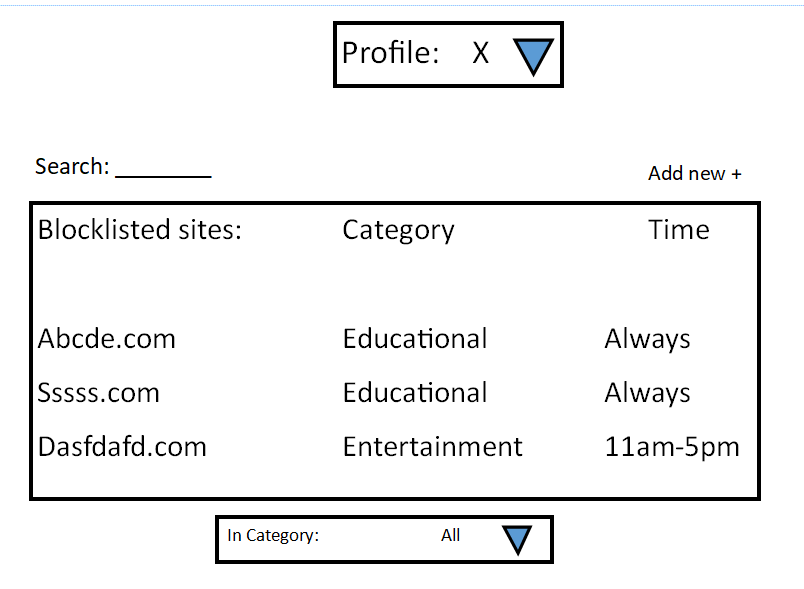 Profile: X
Search: ________
Add new +
Blocklisted sites: Category Time
Abcde.com Educational Always
Sssss.com Educational Always
Dasfdafd.com Entertainment 11am-5pm
In Category: All